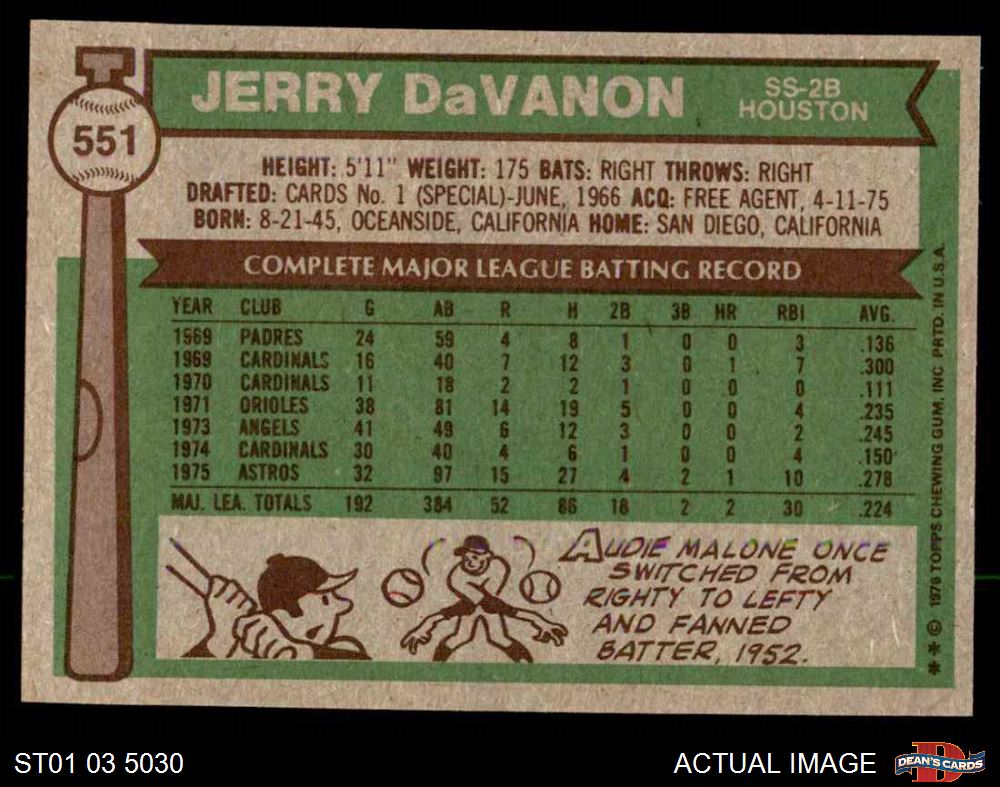 JERRY DaVANON
SS-2B
HOUSTON
551
HEIGHT: 5'11" WEIGHT: 175 BATS: RIGHT THROWS: RIGHT
DRAFTED: CARDS No. 1 (SPECIAL)-JUNE, 1966 ACQ: FREE AGENT, 4-11-75
BORN: 8-21-45, OCEANSIDE, CALIFORNIA HOME: SAN DIEGO, CALIFORNIA
COMPLETE MAJOR LEAGUE BATTING RECORD
YEAR CLUB G AB R H 2B 3B HR RBI AVG.
1969 PADRES 24 59 4 8 1 0 0 3 .136
1969 CARDINALS 16 40 7 12 3 0 1 7 .300
1970 CARDINALS 11 18 2 2 1 0 0 0 .111
1971 ORIOLES 38 81 14 19 5 0 0 4 .235
1973 ANGELS 41 49 6 12 3 0 0 2 .245
1974 CARDINALS 30 40 4 6 1 0 0 4 .150
1975 ASTROS 32 97 15 27 4 2 1 10 .278
MAJ. LEA. TOTALS 192 384 52 86 18 2 2 30 .224
AUDIE MALONE ONCE
SWITCHED FROM
RIGHTY TO LEFTY
AND FANNED
BATTER, 1952.
** © 1976 TOPPS CHEWING GUM, INC PRTD. IN U.S.A.
ST01 03 5030
ACTUAL IMAGE
DEAN'S CARDS